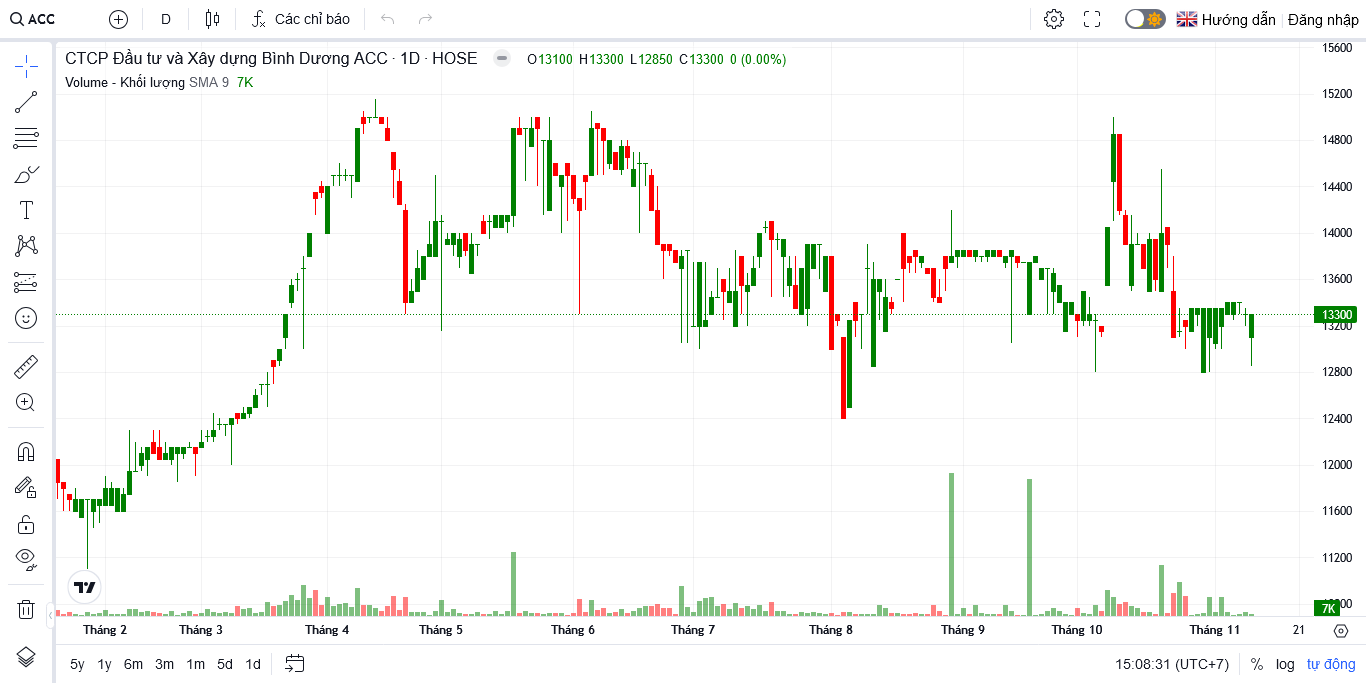 ACC D Các chỉ báo Hướng dẫn Đăng nhập
CTCP Đầu tư và Xây dựng Bình Dương ACC · 1D · HOSE O13100 H13300 L12850 C13300 0 (0.00%)
Volume - Khối lượng SMA 9 7K
15600
15200
14800
14400
14000
13600
13300
13200
12800
12400
12000
11600
11200
7K
Tháng 2 Tháng 3 Tháng 4 Tháng 5 Tháng 6 Tháng 7 Tháng 8 Tháng 9 Tháng 10 Tháng 11 21
5y 1y 6m 3m 1m 5d 1d 15:08:31 (UTC+7) % log tự động